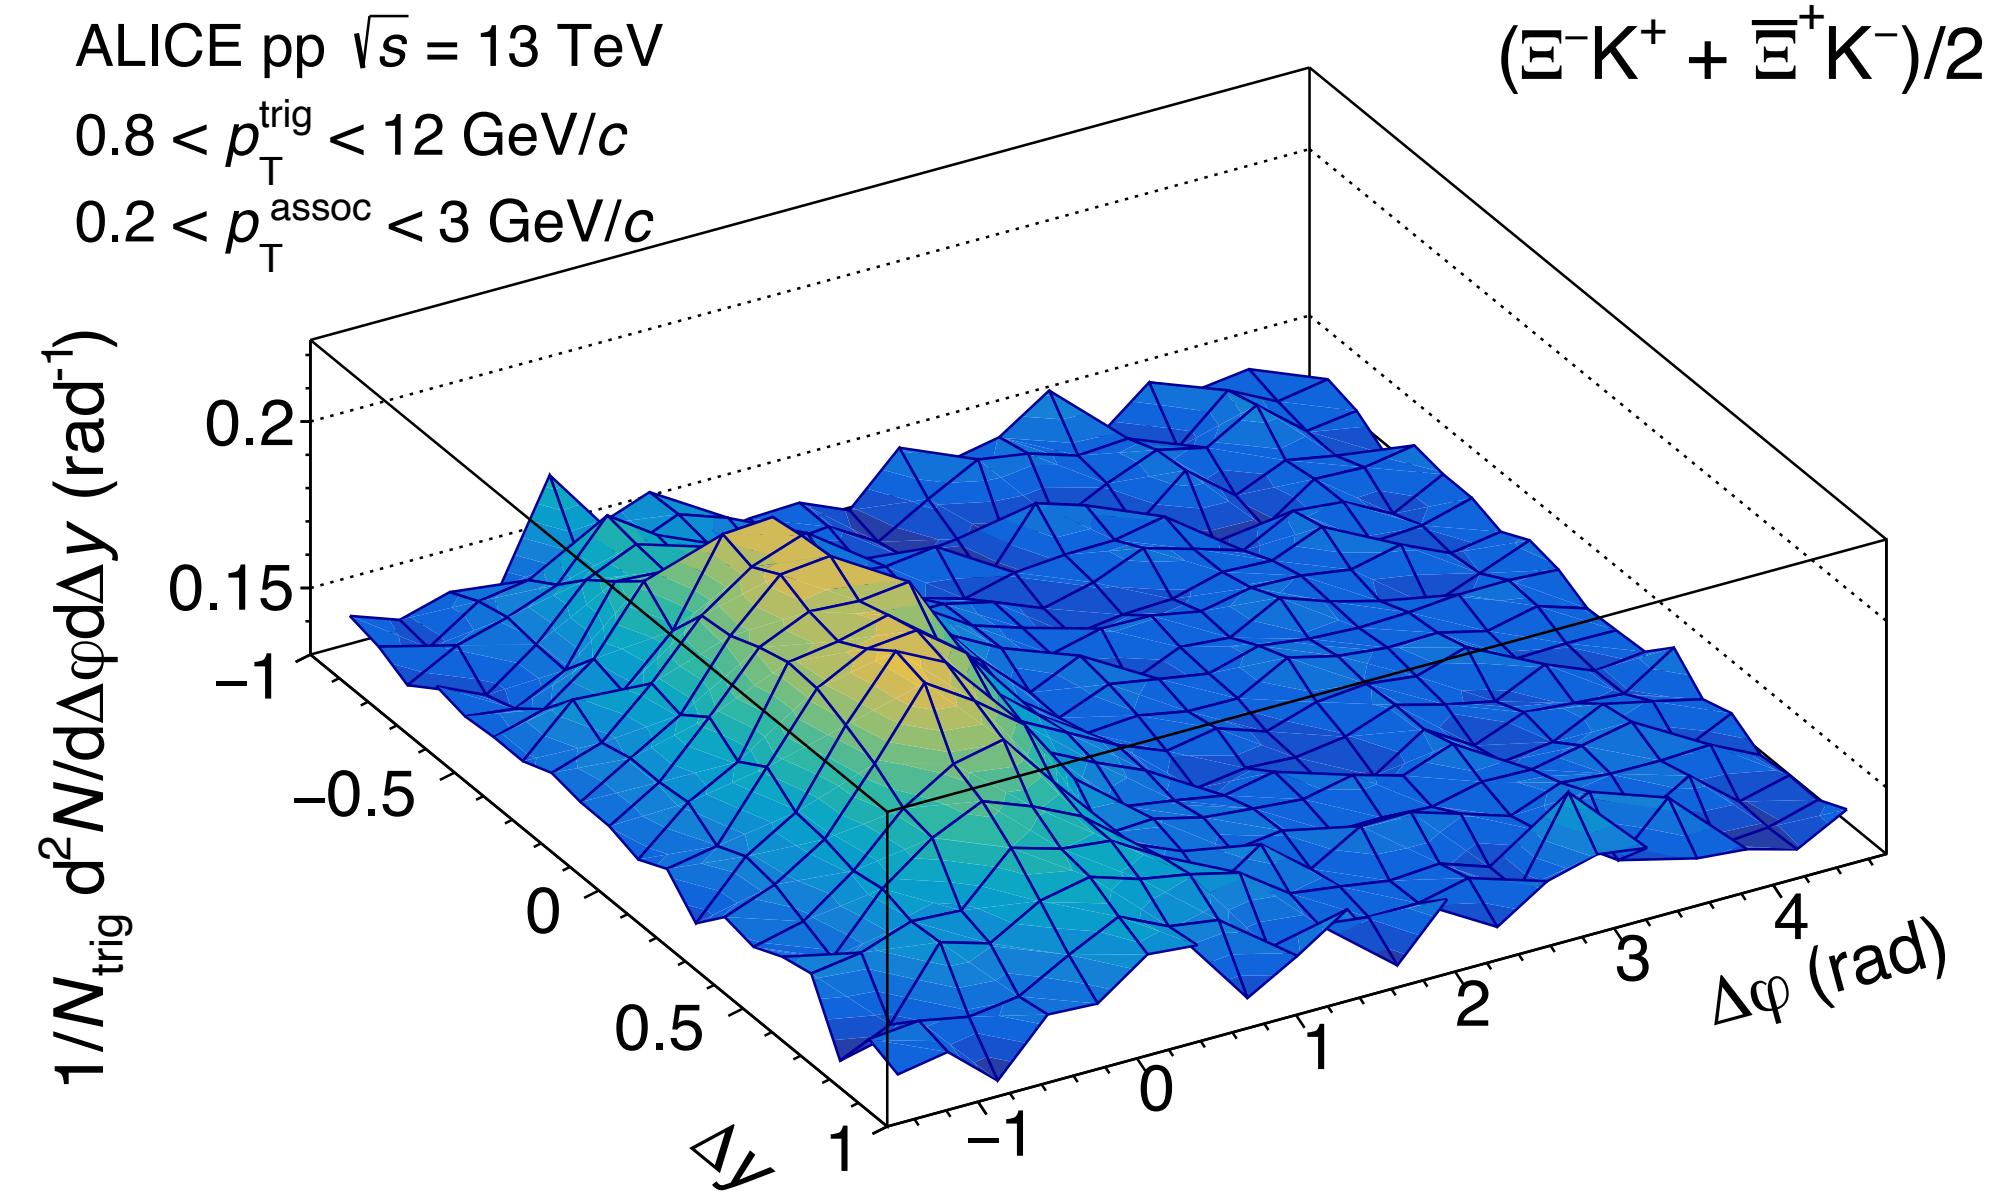 ALICE pp √s = 13 TeV
(Ξ⁻K⁺ + Ξ̅⁺K⁻)/2
0.8 < p_T^trig < 12 GeV/c
0.2 < p_T^assoc < 3 GeV/c
1/N_trig d²N/dΔφdΔy (rad⁻¹)
0.2
0.15
−1
−0.5
0
0.5
1
Δy
−1
0
1
2
3
4
Δφ (rad)